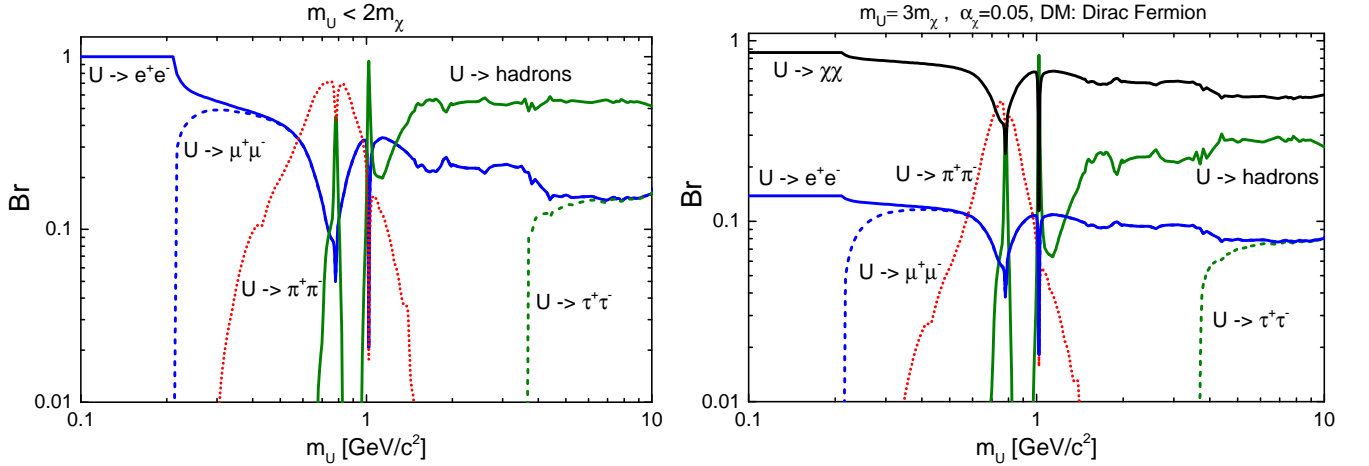 m_U < 2m_χ
U -> e⁺e⁻
U -> hadrons
U -> μ⁺μ⁻
U -> π⁺π⁻
U -> τ⁺τ⁻
Br
1
0.1
0.01
0.1
1
10
m_U [GeV/c²]
m_U= 3m_χ , α_χ=0.05, DM: Dirac Fermion
U -> χχ
U -> e⁺e⁻
U -> π⁺π⁻
U -> hadrons
U -> μ⁺μ⁻
U -> τ⁺τ⁻
Br
1
0.1
0.01
0.1
1
10
m_U [GeV/c²]